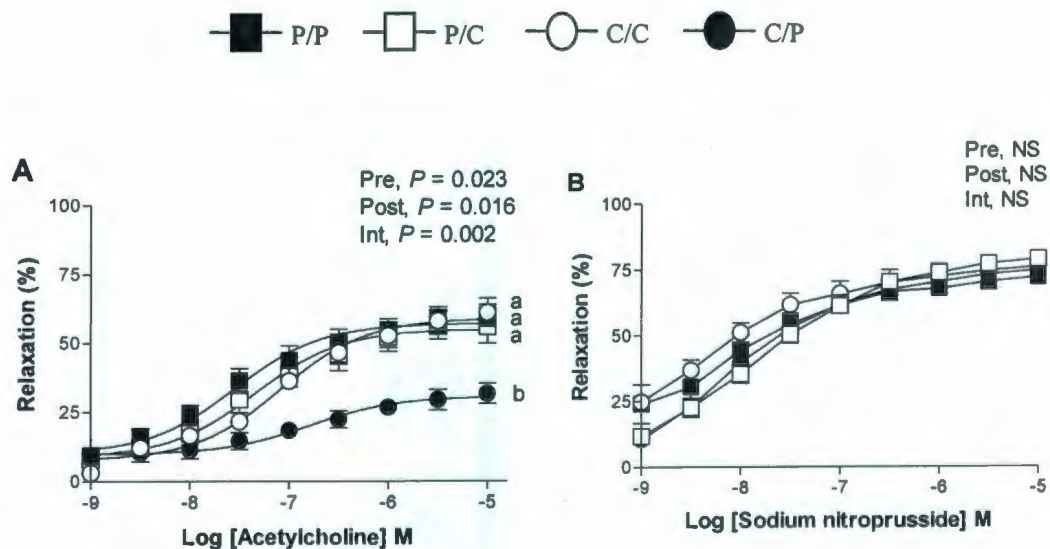 P/P P/C C/C C/P
A
Pre, P = 0.023
Post, P = 0.016
Int, P = 0.002
100
75
50
25
0
Relaxation (%)
a
a
a
b
-9 -8 -7 -6 -5
Log [Acetylcholine] M
B
Pre, NS
Post, NS
Int, NS
100
75
50
25
0
Relaxation (%)
-9 -8 -7 -6 -5
Log [Sodium nitroprusside] M